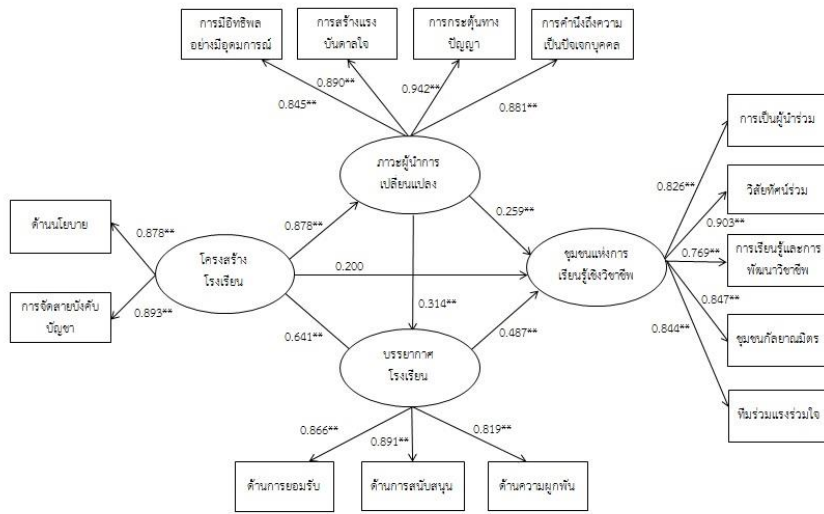 การมีอิทธิพล
อย่างมีอุดมการณ์
การสร้างแรง
บันดาลใจ
การกระตุ้นทาง
ปัญญา
การคำนึงถึงความ
เป็นปัจเจกบุคคล
0.845**
0.890**
0.942**
0.881**
ภาวะผู้นำการ
เปลี่ยนแปลง
ด้านนโยบาย
การจัดสายบังคับ
บัญชา
0.878**
0.893**
โครงสร้าง
โรงเรียน
0.878**
0.200
0.641**
0.259**
0.314**
0.487**
บรรยากาศ
โรงเรียน
ชุมชนแห่งการ
เรียนรู้เชิงวิชาชีพ
0.826**
0.903**
0.769**
0.847**
0.844**
การเป็นผู้นำร่วม
วิสัยทัศน์ร่วม
การเรียนรู้และการ
พัฒนาวิชาชีพ
ชุมชนกัลยาณมิตร
ทีมร่วมแรงร่วมใจ
0.866**
0.891**
0.819**
ด้านการยอมรับ
ด้านการสนับสนุน
ด้านความผูกพัน